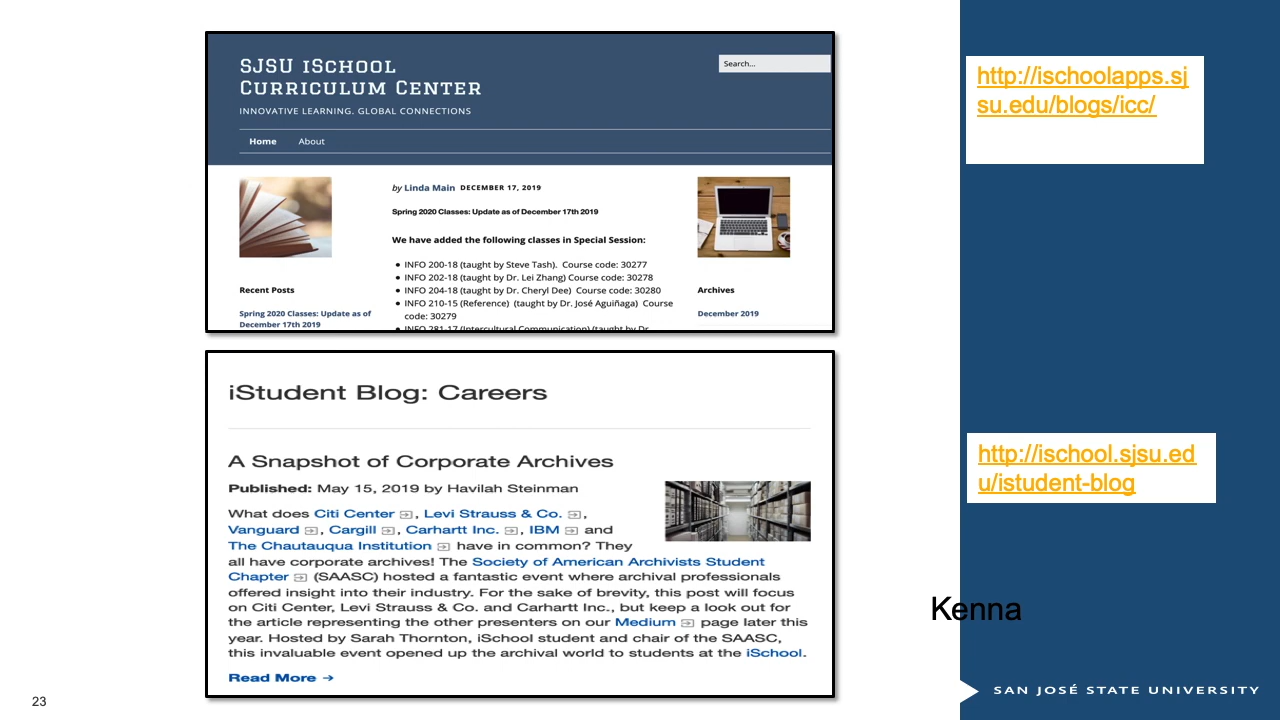 SJSU iSchool
Curriculum Center
INNOVATIVE LEARNING. GLOBAL CONNECTIONS
Search...
Home About
by Linda Main DECEMBER 17, 2019
Spring 2020 Classes: Update as of December 17th 2019
We have added the following classes in Special Session:
• INFO 200-18 (taught by Steve Tash). Course code: 30277
• INFO 202-18 (taught by Dr. Lei Zhang) Course code: 30278
• INFO 204-18 (taught by Dr. Cheryl Dee) Course code: 30280
• INFO 210-15 (Reference) (taught by Dr. José Aguiñaga) Course
code: 30279
• INFO 281-17 (Intercultural Communication) (taught by Dr.
Recent Posts
Spring 2020 Classes: Update as of
December 17th 2019
Archives
December 2019
http://ischoolapps.sj
su.edu/blogs/icc/
iStudent Blog: Careers
A Snapshot of Corporate Archives
Published: May 15, 2019 by Havilah Steinman
What does Citi Center, Levi Strauss & Co.,
Vanguard, Cargill, Carhartt Inc., IBM and
The Chautauqua Institution have in common? They
all have corporate archives! The Society of American Archivists Student
Chapter (SAASC) hosted a fantastic event where archival professionals
offered insight into their industry. For the sake of brevity, this post will focus
on Citi Center, Levi Strauss & Co. and Carhartt Inc., but keep a look out for
the article representing the other presenters on our Medium page later this
year. Hosted by Sarah Thornton, iSchool student and chair of the SAASC,
this invaluable event opened up the archival world to students at the iSchool.
Read More →
http://ischool.sjsu.ed
u/istudent-blog
Kenna
SAN JOSÉ STATE UNIVERSITY
23